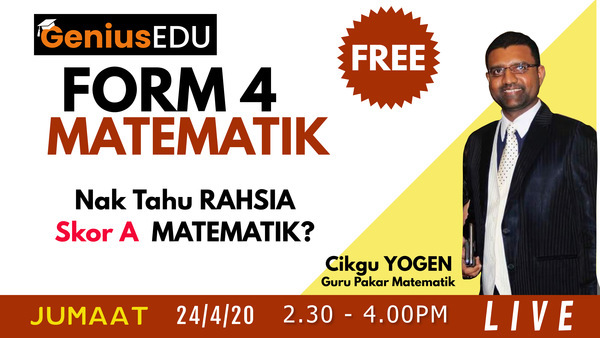 GeniusEDU
FREE
FORM 4
MATEMATIK
Nak Tahu RAHSIA
Skor A MATEMATIK?
Cikgu YOGEN
Guru Pakar Matematik
JUMAAT 24/4/20 2.30 - 4.00PM LIVE